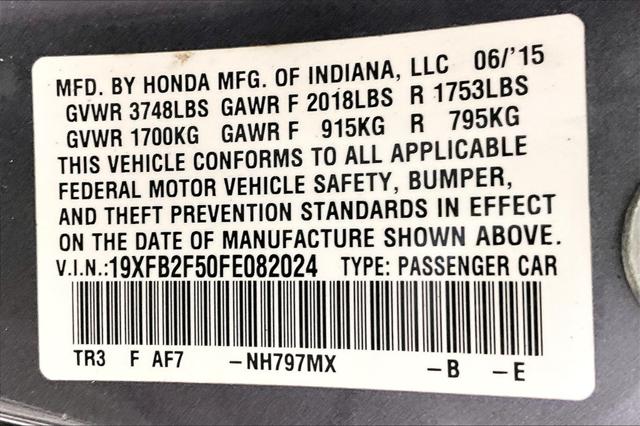 MFD. BY HONDA MFG. OF INDIANA, LLC 06/'15
GVWR 3748LBS GAWR F 2018LBS R 1753LBS
GVWR 1700KG GAWR F 915KG R 795KG
THIS VEHICLE CONFORMS TO ALL APPLICABLE
FEDERAL MOTOR VEHICLE SAFETY, BUMPER,
AND THEFT PREVENTION STANDARDS IN EFFECT
ON THE DATE OF MANUFACTURE SHOWN ABOVE.
V.I.N.:19XFB2F50FE082024 TYPE: PASSENGER CAR
TR3 F AF7 -NH797MX -B -E